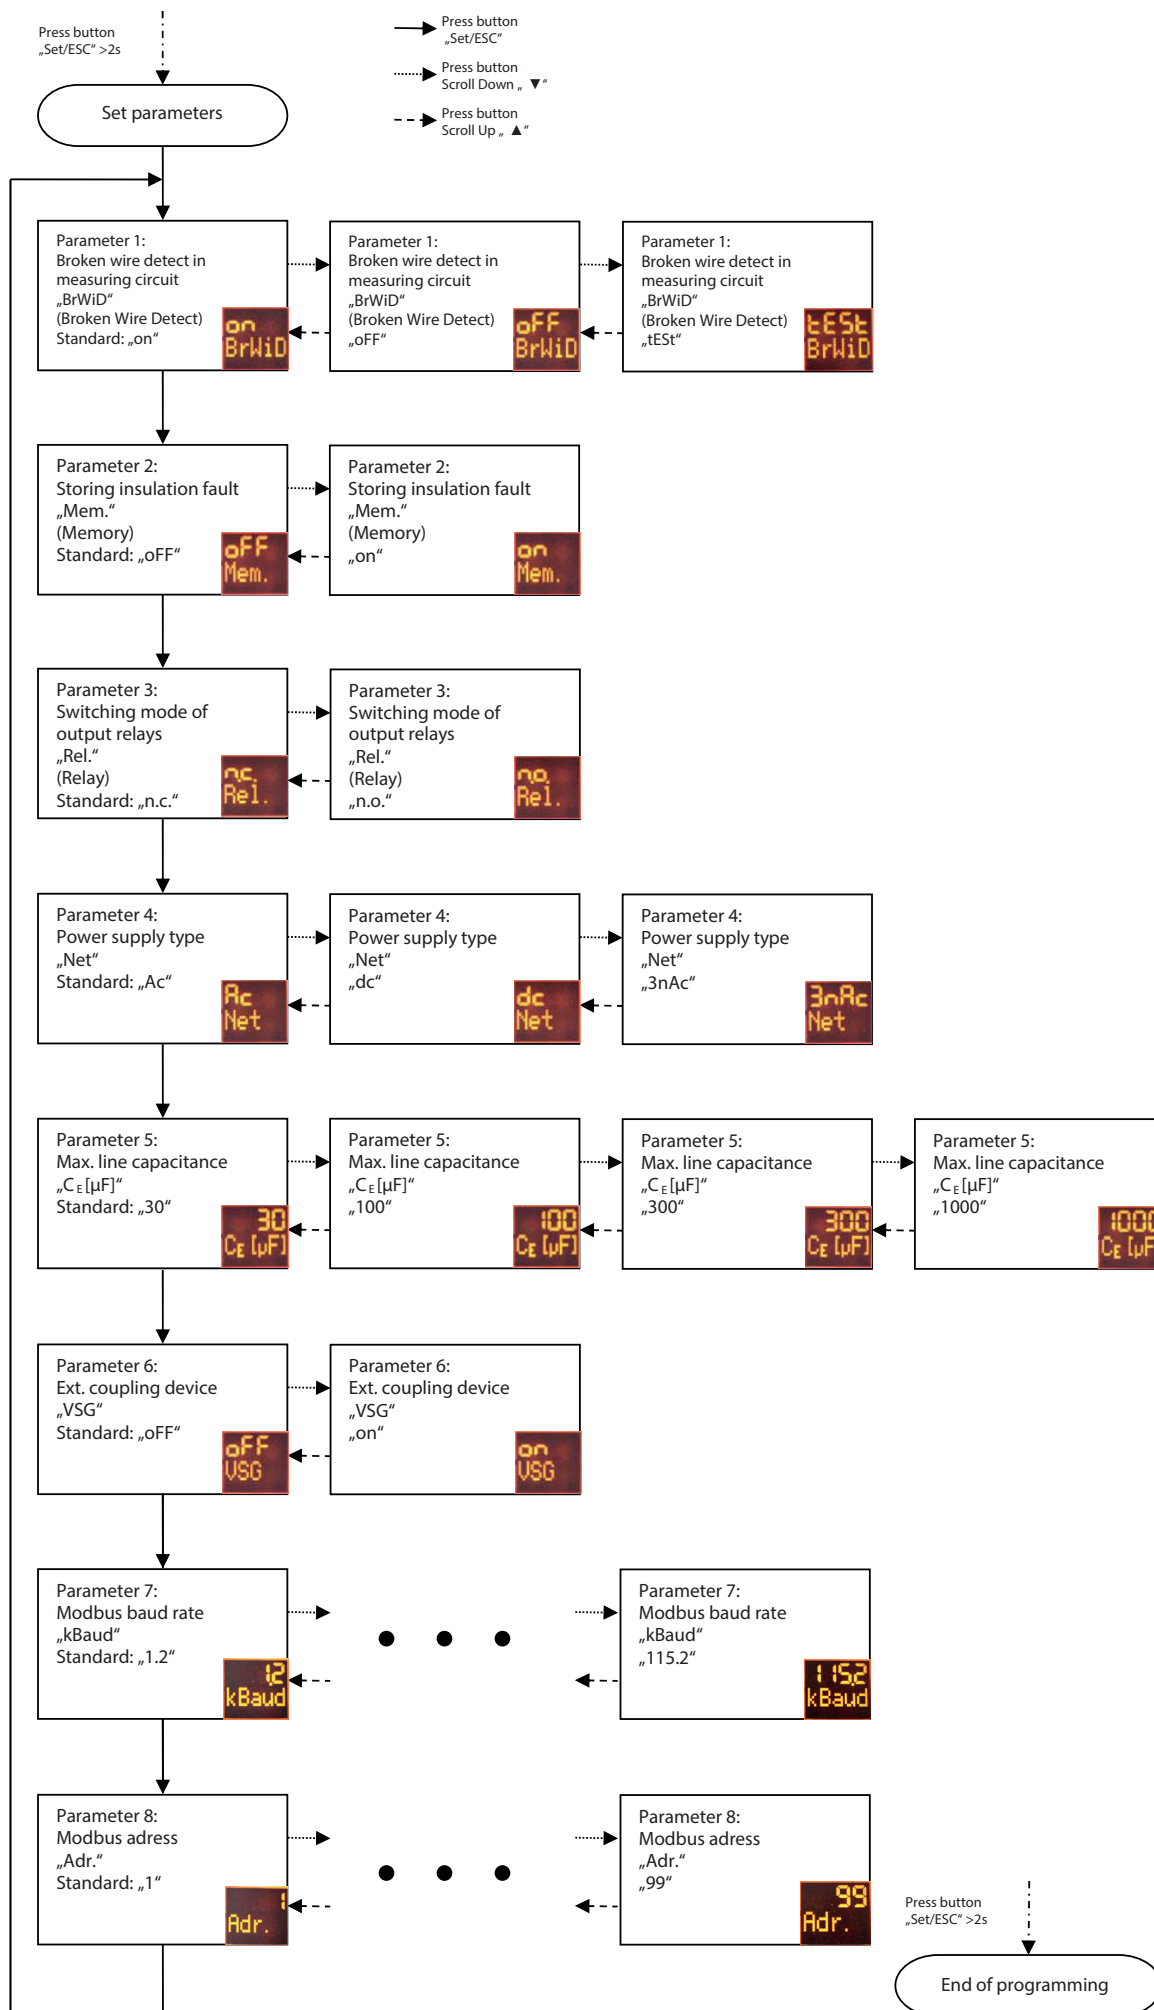 Press button
„Set/ESC“ >2s
Press button
„Set/ESC“
Press button
Scroll Down „ ▼“
Press button
Scroll Up „ ▲“
Set parameters
Parameter 1:
Broken wire detect in
measuring circuit
„BrWiD“
(Broken Wire Detect)
Standard: „on“
on
BrWiD
Parameter 1:
Broken wire detect in
measuring circuit
„BrWiD“
(Broken Wire Detect)
„oFF“
oFF
BrWiD
Parameter 1:
Broken wire detect in
measuring circuit
„BrWiD“
(Broken Wire Detect)
„tESt“
tESt
BrWiD
Parameter 2:
Storing insulation fault
„Mem.“
(Memory)
Standard: „oFF“
oFF
Mem.
Parameter 2:
Storing insulation fault
„Mem.“
(Memory)
„on“
on
Mem.
Parameter 3:
Switching mode of
output relays
„Rel.“
(Relay)
Standard: „n.c.“
n.c.
Rel.
Parameter 3:
Switching mode of
output relays
„Rel.“
(Relay)
„n.o.“
n.o.
Rel.
Parameter 4:
Power supply type
„Net“
Standard: „Ac“
Ac
Net
Parameter 4:
Power supply type
„Net“
„dc“
dc
Net
Parameter 4:
Power supply type
„Net“
„3nAc“
3nAc
Net
Parameter 5:
Max. line capacitance
„CE[µF]“
Standard: „30“
30
CE [µF]
Parameter 5:
Max. line capacitance
„CE[µF]“
„100“
100
CE [µF]
Parameter 5:
Max. line capacitance
„CE[µF]“
„300“
300
CE [µF]
Parameter 5:
Max. line capacitance
„CE[µF]“
„1000“
1000
CE [µF
Parameter 6:
Ext. coupling device
„VSG“
Standard: „oFF“
oFF
VSG
Parameter 6:
Ext. coupling device
„VSG“
„on“
on
VSG
Parameter 7:
Modbus baud rate
„kBaud“
Standard: „1.2“
1.2
kBaud
Parameter 7:
Modbus baud rate
„kBaud“
„115.2“
115.2
kBaud
Parameter 8:
Modbus adress
„Adr.“
Standard: „1“
1
Adr.
Parameter 8:
Modbus adress
„Adr.“
„99“
99
Adr.
Press button
„Set/ESC“ >2s
End of programming